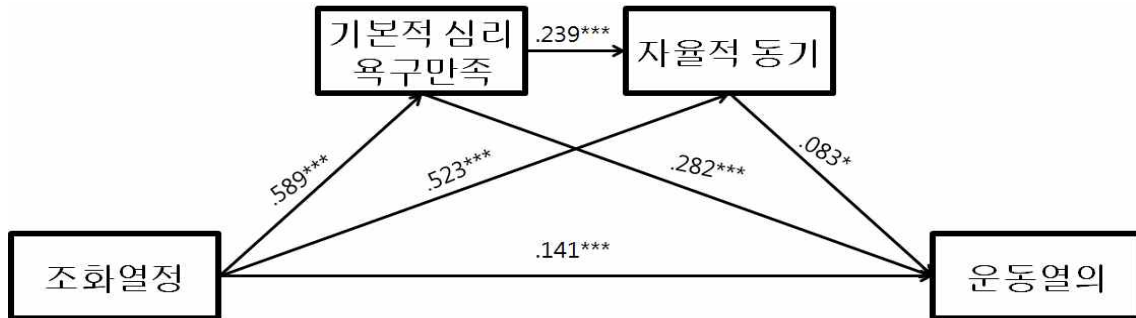 기본적 심리
욕구만족
.239***
자율적 동기
.589***
.523***
.282***
.083*
.141***
조화열정
운동열의